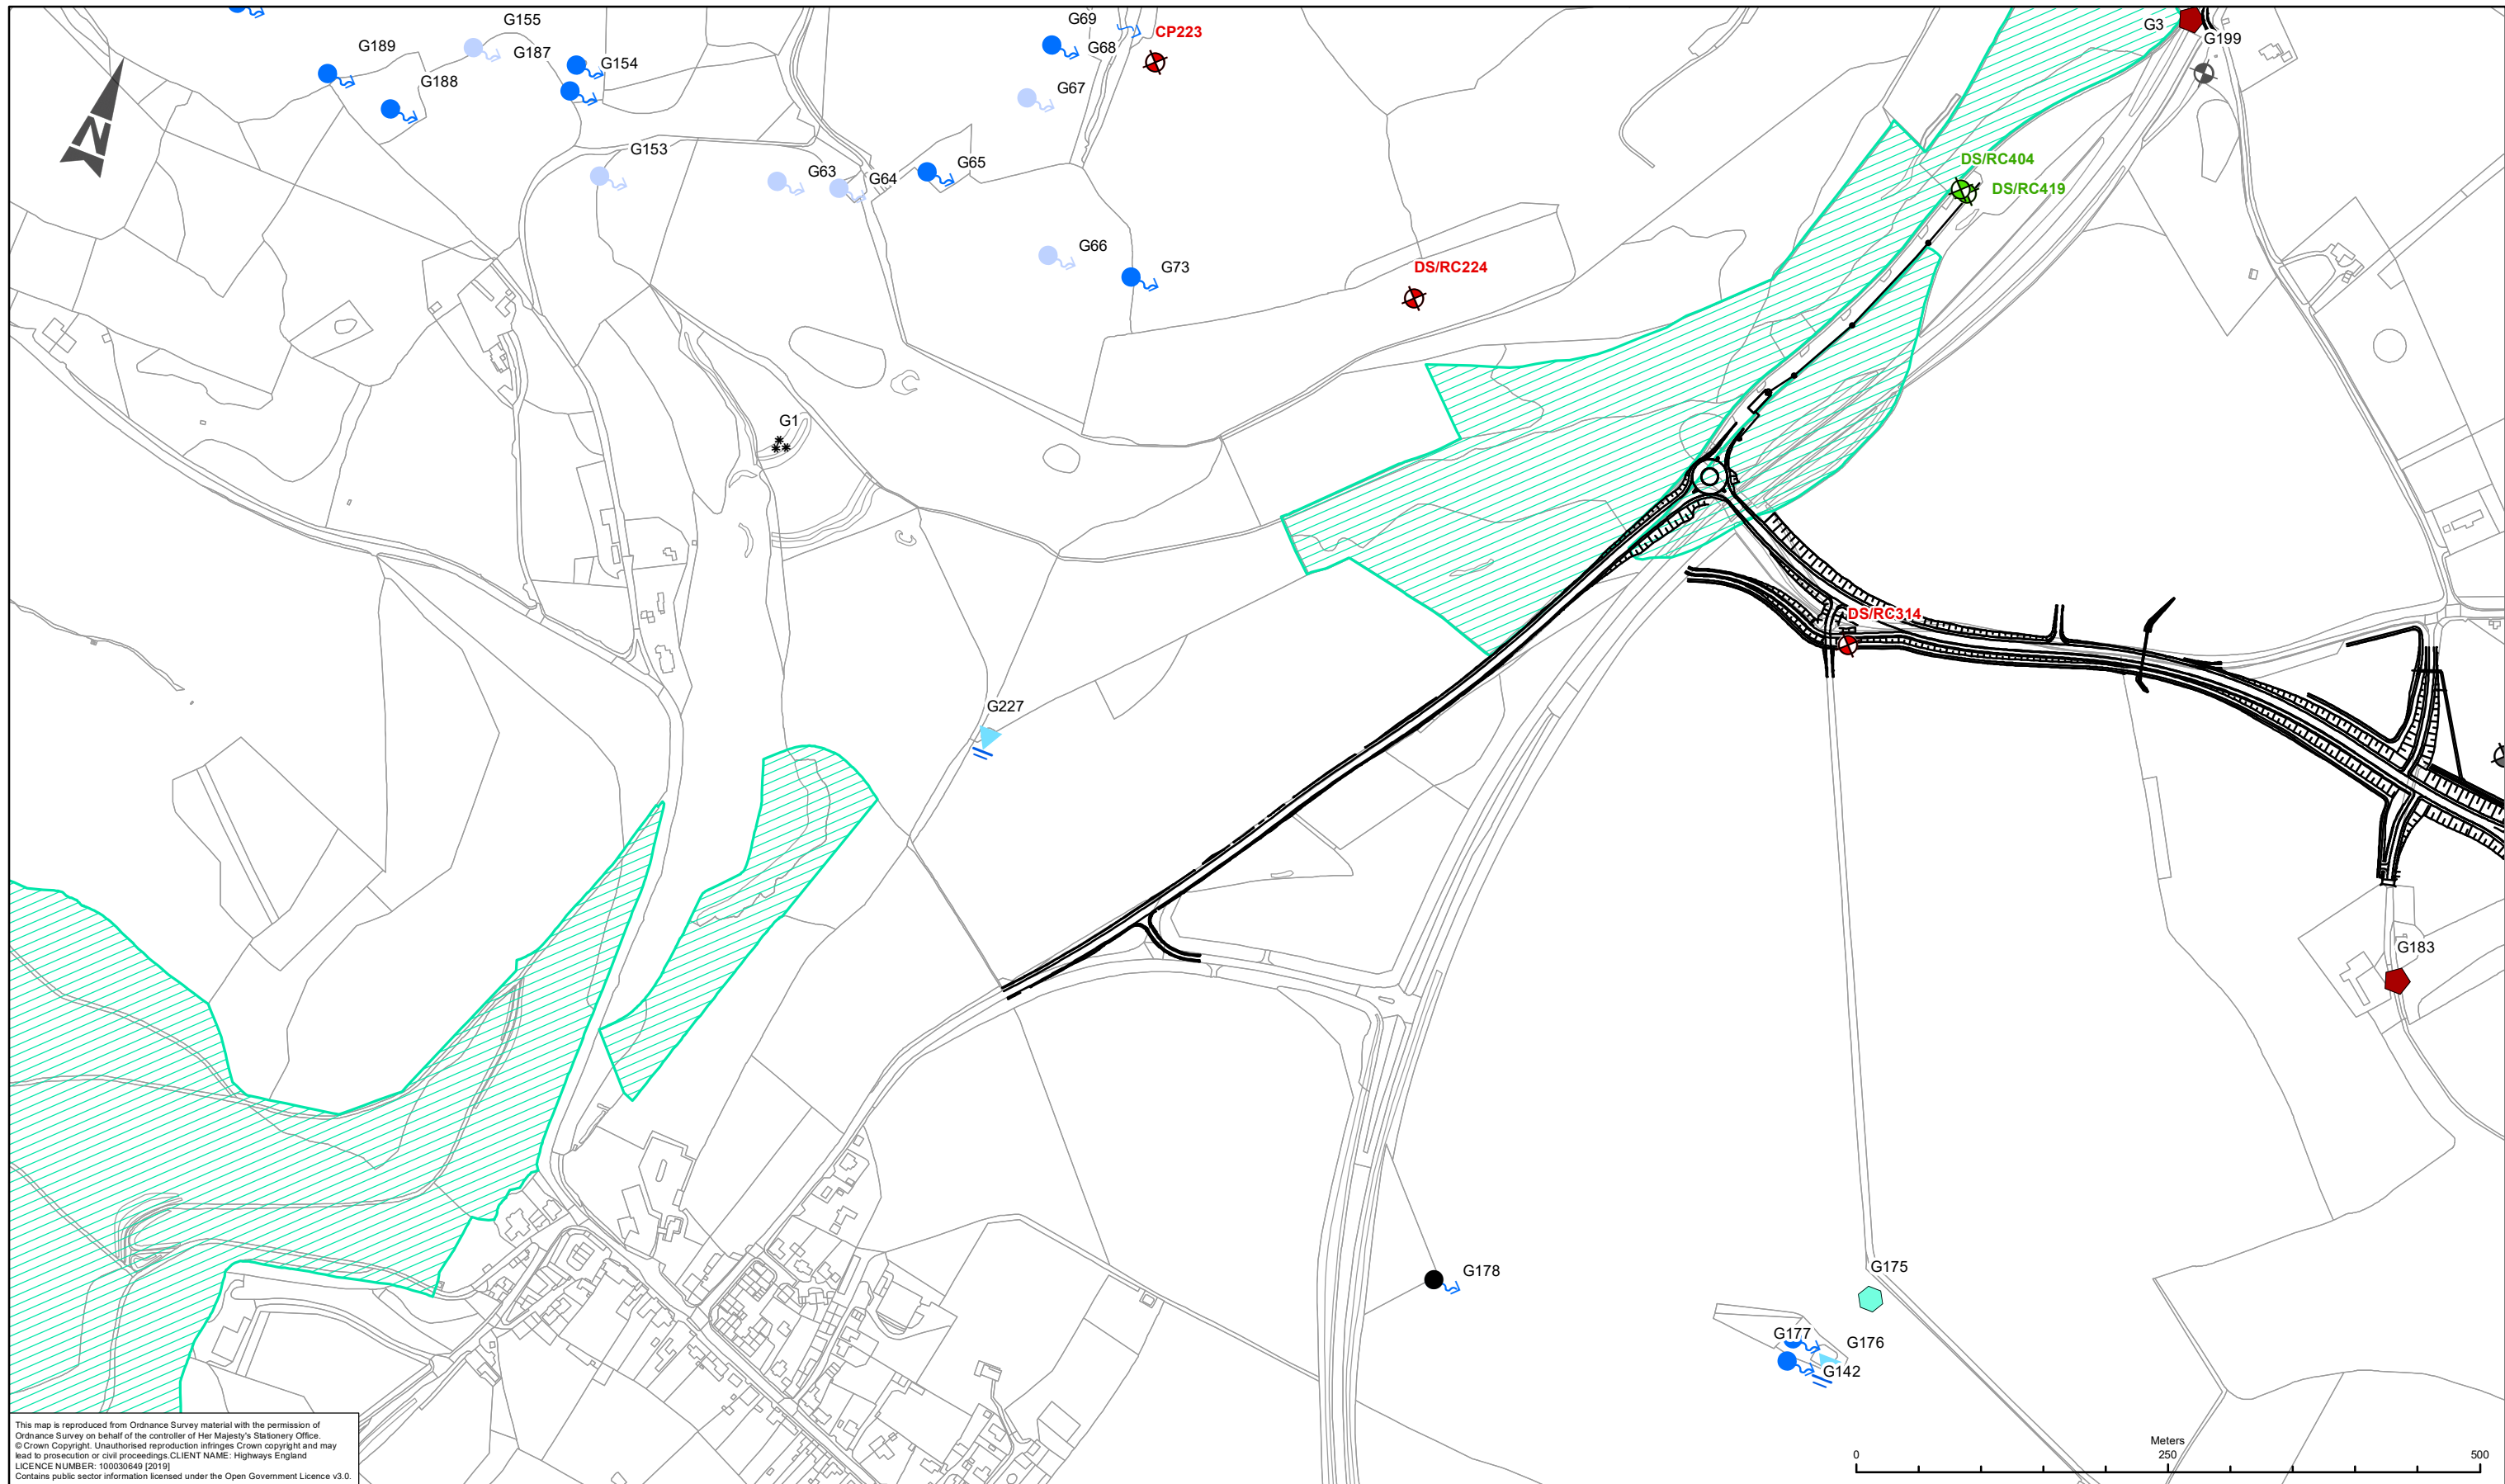 G155
G69
CP223
G3
G189
G187
G154
G68
G199
G188
G67
N
G153
G63
G64
G65
DS/RC404
DS/RC419
G66
G73
DS/RC224
G1
DS/RC314
G227
G183
G178
G175
G177
G176
G142
Meters
0 250 500
This map is reproduced from Ordnance Survey material with the permission of
Ordnance Survey on behalf of the controller of Her Majesty's Stationery Office.
© Crown Copyright. Unauthorised reproduction infringes Crown copyright and may
lead to prosecution or civil proceedings.CLIENT NAME: Highways England
LICENCE NUMBER: 100030649 [2019]
Contains public sector information licensed under the Open Government Licence v3.0.